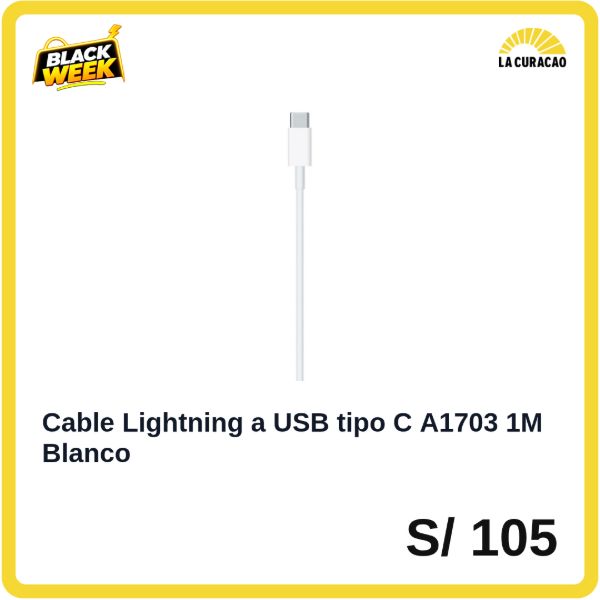 BLACK
WEEK
LA CURACAO
Cable Lightning a USB tipo C A1703 1M
Blanco
S/ 105